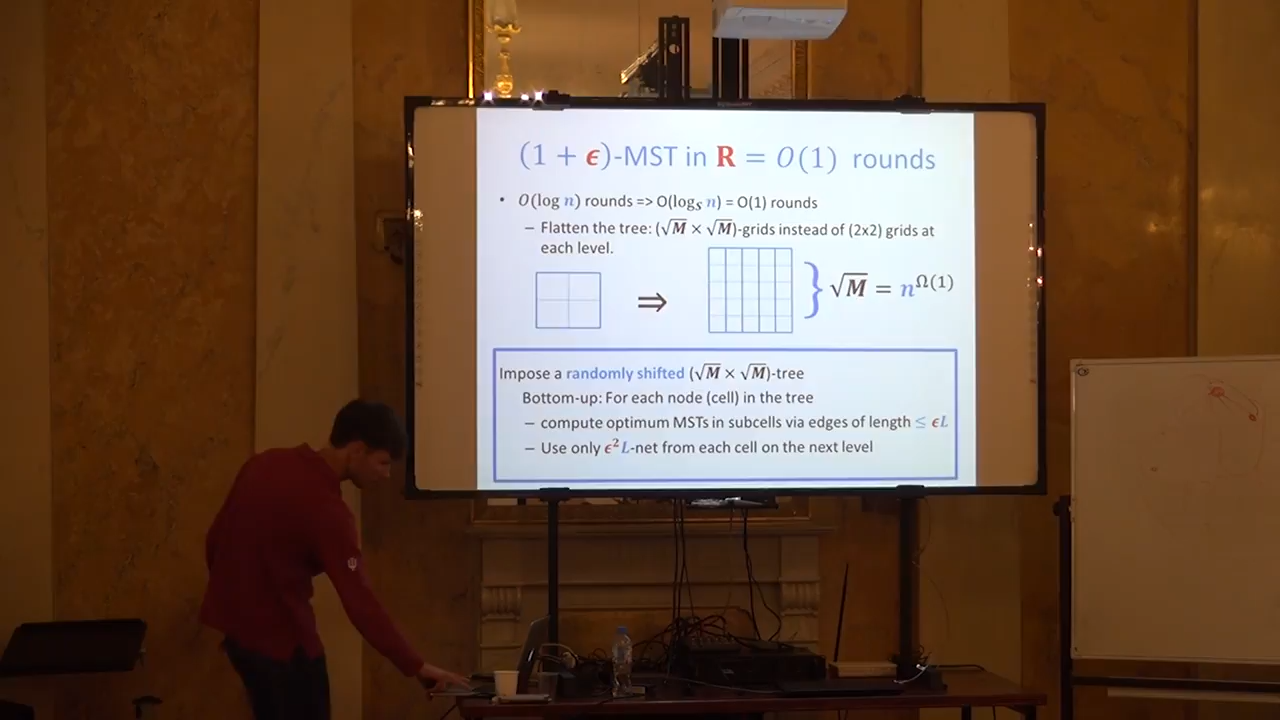 (1 + ϵ)-MST in R = O(1) rounds
• O(log n) rounds => O(log_S n) = O(1) rounds
– Flatten the tree: (√M × √M)-grids instead of (2x2) grids at
each level.
⇒ } √M = n^Ω(1)
Impose a randomly shifted (√M × √M)-tree
Bottom-up: For each node (cell) in the tree
– compute optimum MSTs in subcells via edges of length ≤ ϵL
– Use only ϵ²L-net from each cell on the next level